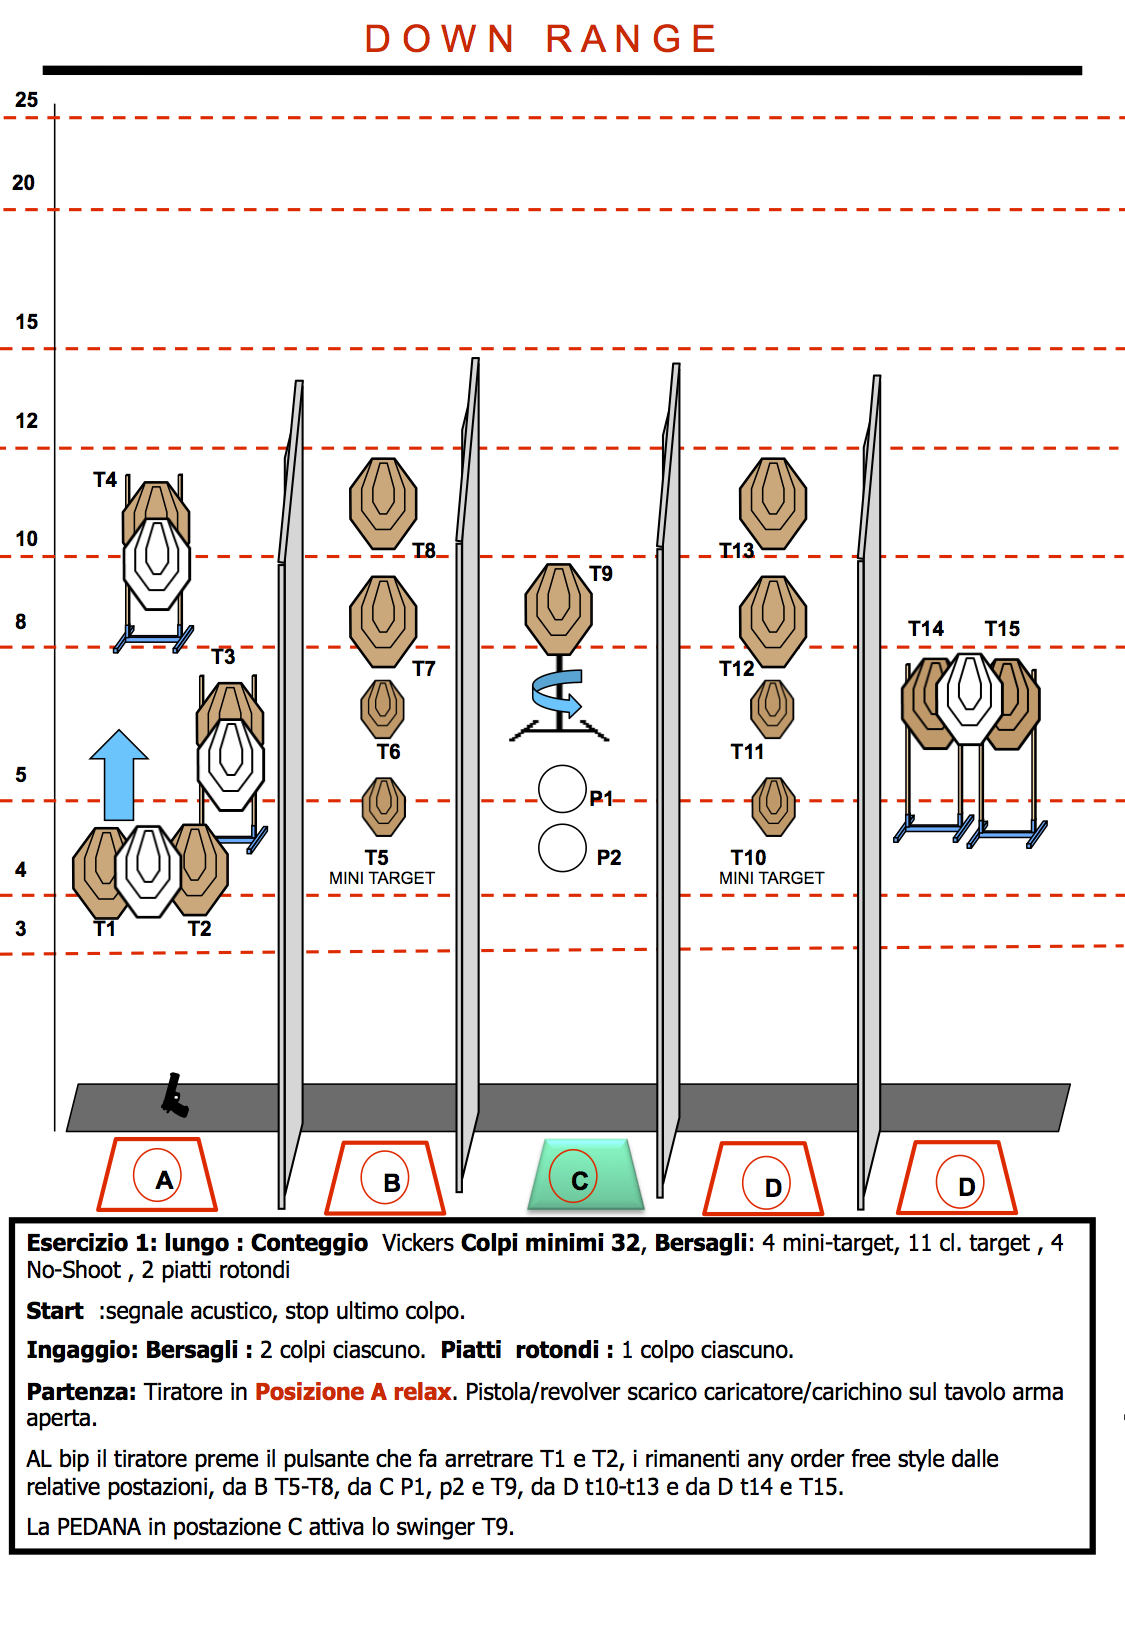 DOWN RANGE
25
20
15
12
T4
10
T8
T13
T9
8
T14 T15
T3
T7
T12
T6
T11
5
P1
T5
MINI TARGET
P2
T10
MINI TARGET
4
T1 T2
3
A
B
C
D
D
Esercizio 1: lungo : Conteggio Vickers Colpi minimi 32, Bersagli: 4 mini-target, 11 cl. target , 4
No-Shoot , 2 piatti rotondi
Start :segnale acustico, stop ultimo colpo.
Ingaggio: Bersagli : 2 colpi ciascuno. Piatti rotondi : 1 colpo ciascuno.
Partenza: Tiratore in Posizione A relax. Pistola/revolver scarico caricatore/carichino sul tavolo arma
aperta.
AL bip il tiratore preme il pulsante che fa arretrare T1 e T2, i rimanenti any order free style dalle
relative postazioni, da B T5-T8, da C P1, p2 e T9, da D t10-t13 e da D t14 e T15.
La PEDANA in postazione C attiva lo swinger T9.